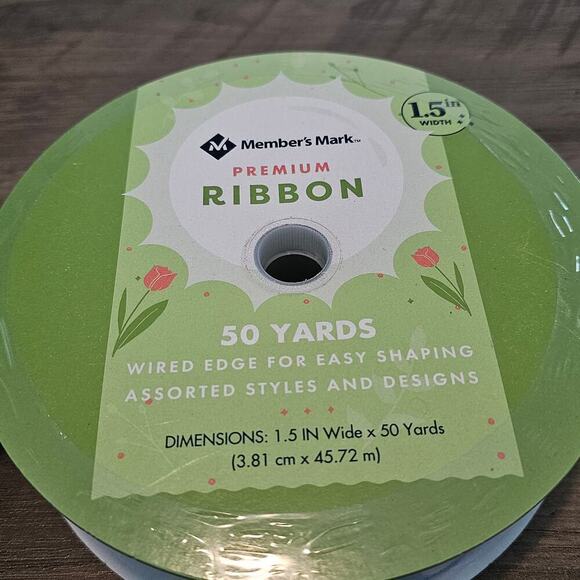 1.5in
WIDTH
Member's Mark™
PREMIUM
RIBBON
50 YARDS
WIRED EDGE FOR EASY SHAPING
ASSORTED STYLES AND DESIGNS
DIMENSIONS: 1.5 IN Wide x 50 Yards
(3.81 cm x 45.72 m)